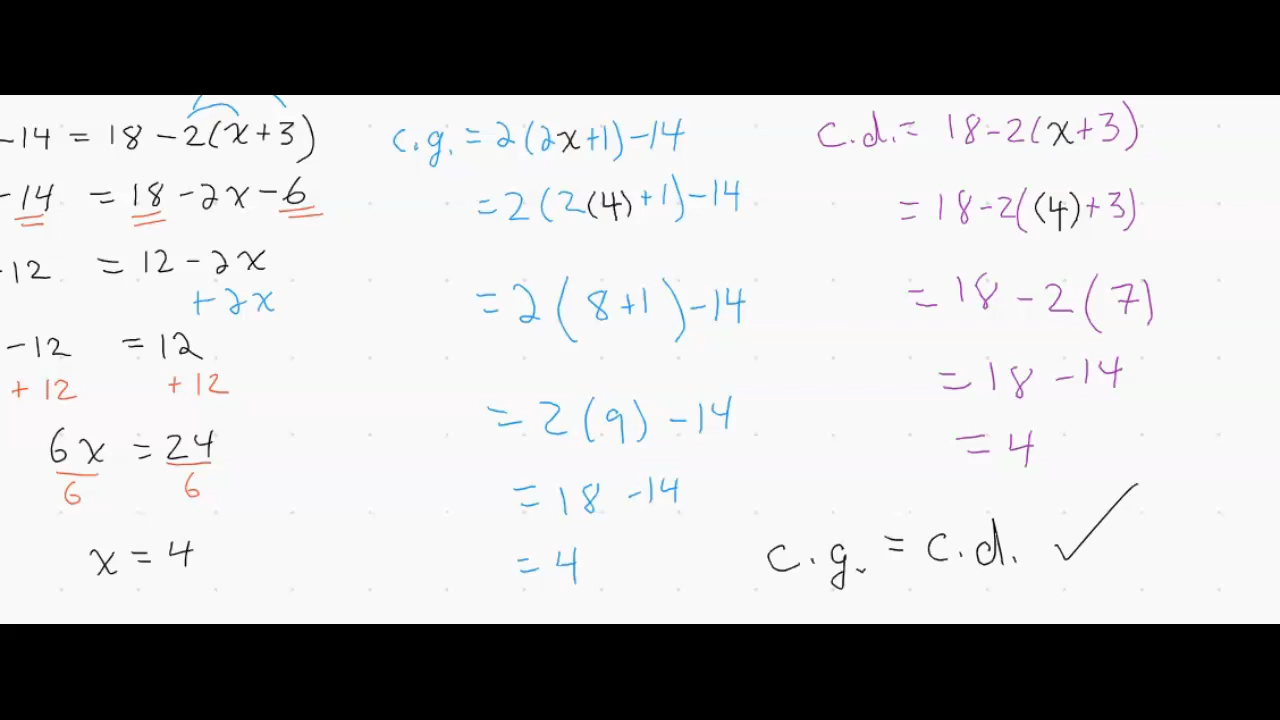 -14 = 18 - 2(x+3)
-14 = 18 - 2x - 6
-12 = 12 - 2x
+2x
-12 = 12
+12 +12
6x = 24
6 6
x = 4
c.g. = 2(2x+1)-14
= 2(2(4)+1)-14
= 2(8+1)-14
= 2(9)-14
= 18-14
= 4
c.d. = 18-2(x+3)
= 18-2((4)+3)
= 18-2(7)
= 18-14
= 4
c.g. = c.d. ✓